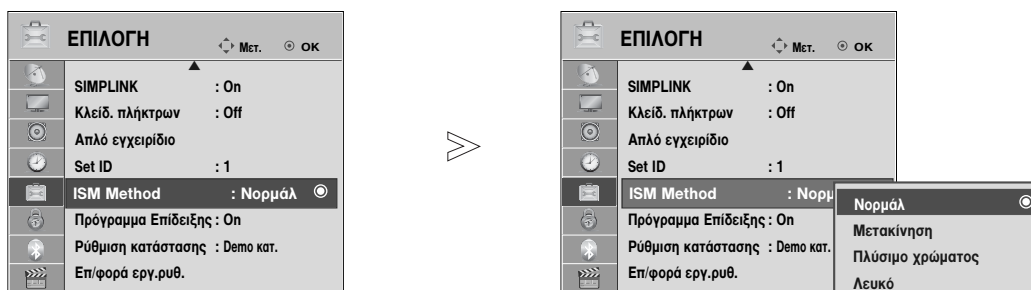 ΕΠΙΛΟΓΗ Μετ. OK
SIMPLINK : On
Κλείδ. πλήκτρων : Off
Απλό εγχειρίδιο
Set ID : 1
ISM Method : Νορμάλ
Πρόγραμμα Επίδειξης : On
Ρύθμιση κατάστασης : Demo κατ.
Επ/φορά εργ.ρυθ.
ΕΠΙΛΟΓΗ Μετ. OK
SIMPLINK : On
Κλείδ. πλήκτρων : Off
Απλό εγχειρίδιο
Set ID : 1
ISM Method : Νορμ
Πρόγραμμα Επίδειξης : On
Ρύθμιση κατάστασης : Demo κατ.
Επ/φορά εργ.ρυθ.
Νορμάλ
Μετακίνηση
Πλύσιμο χρώματος
Λευκό